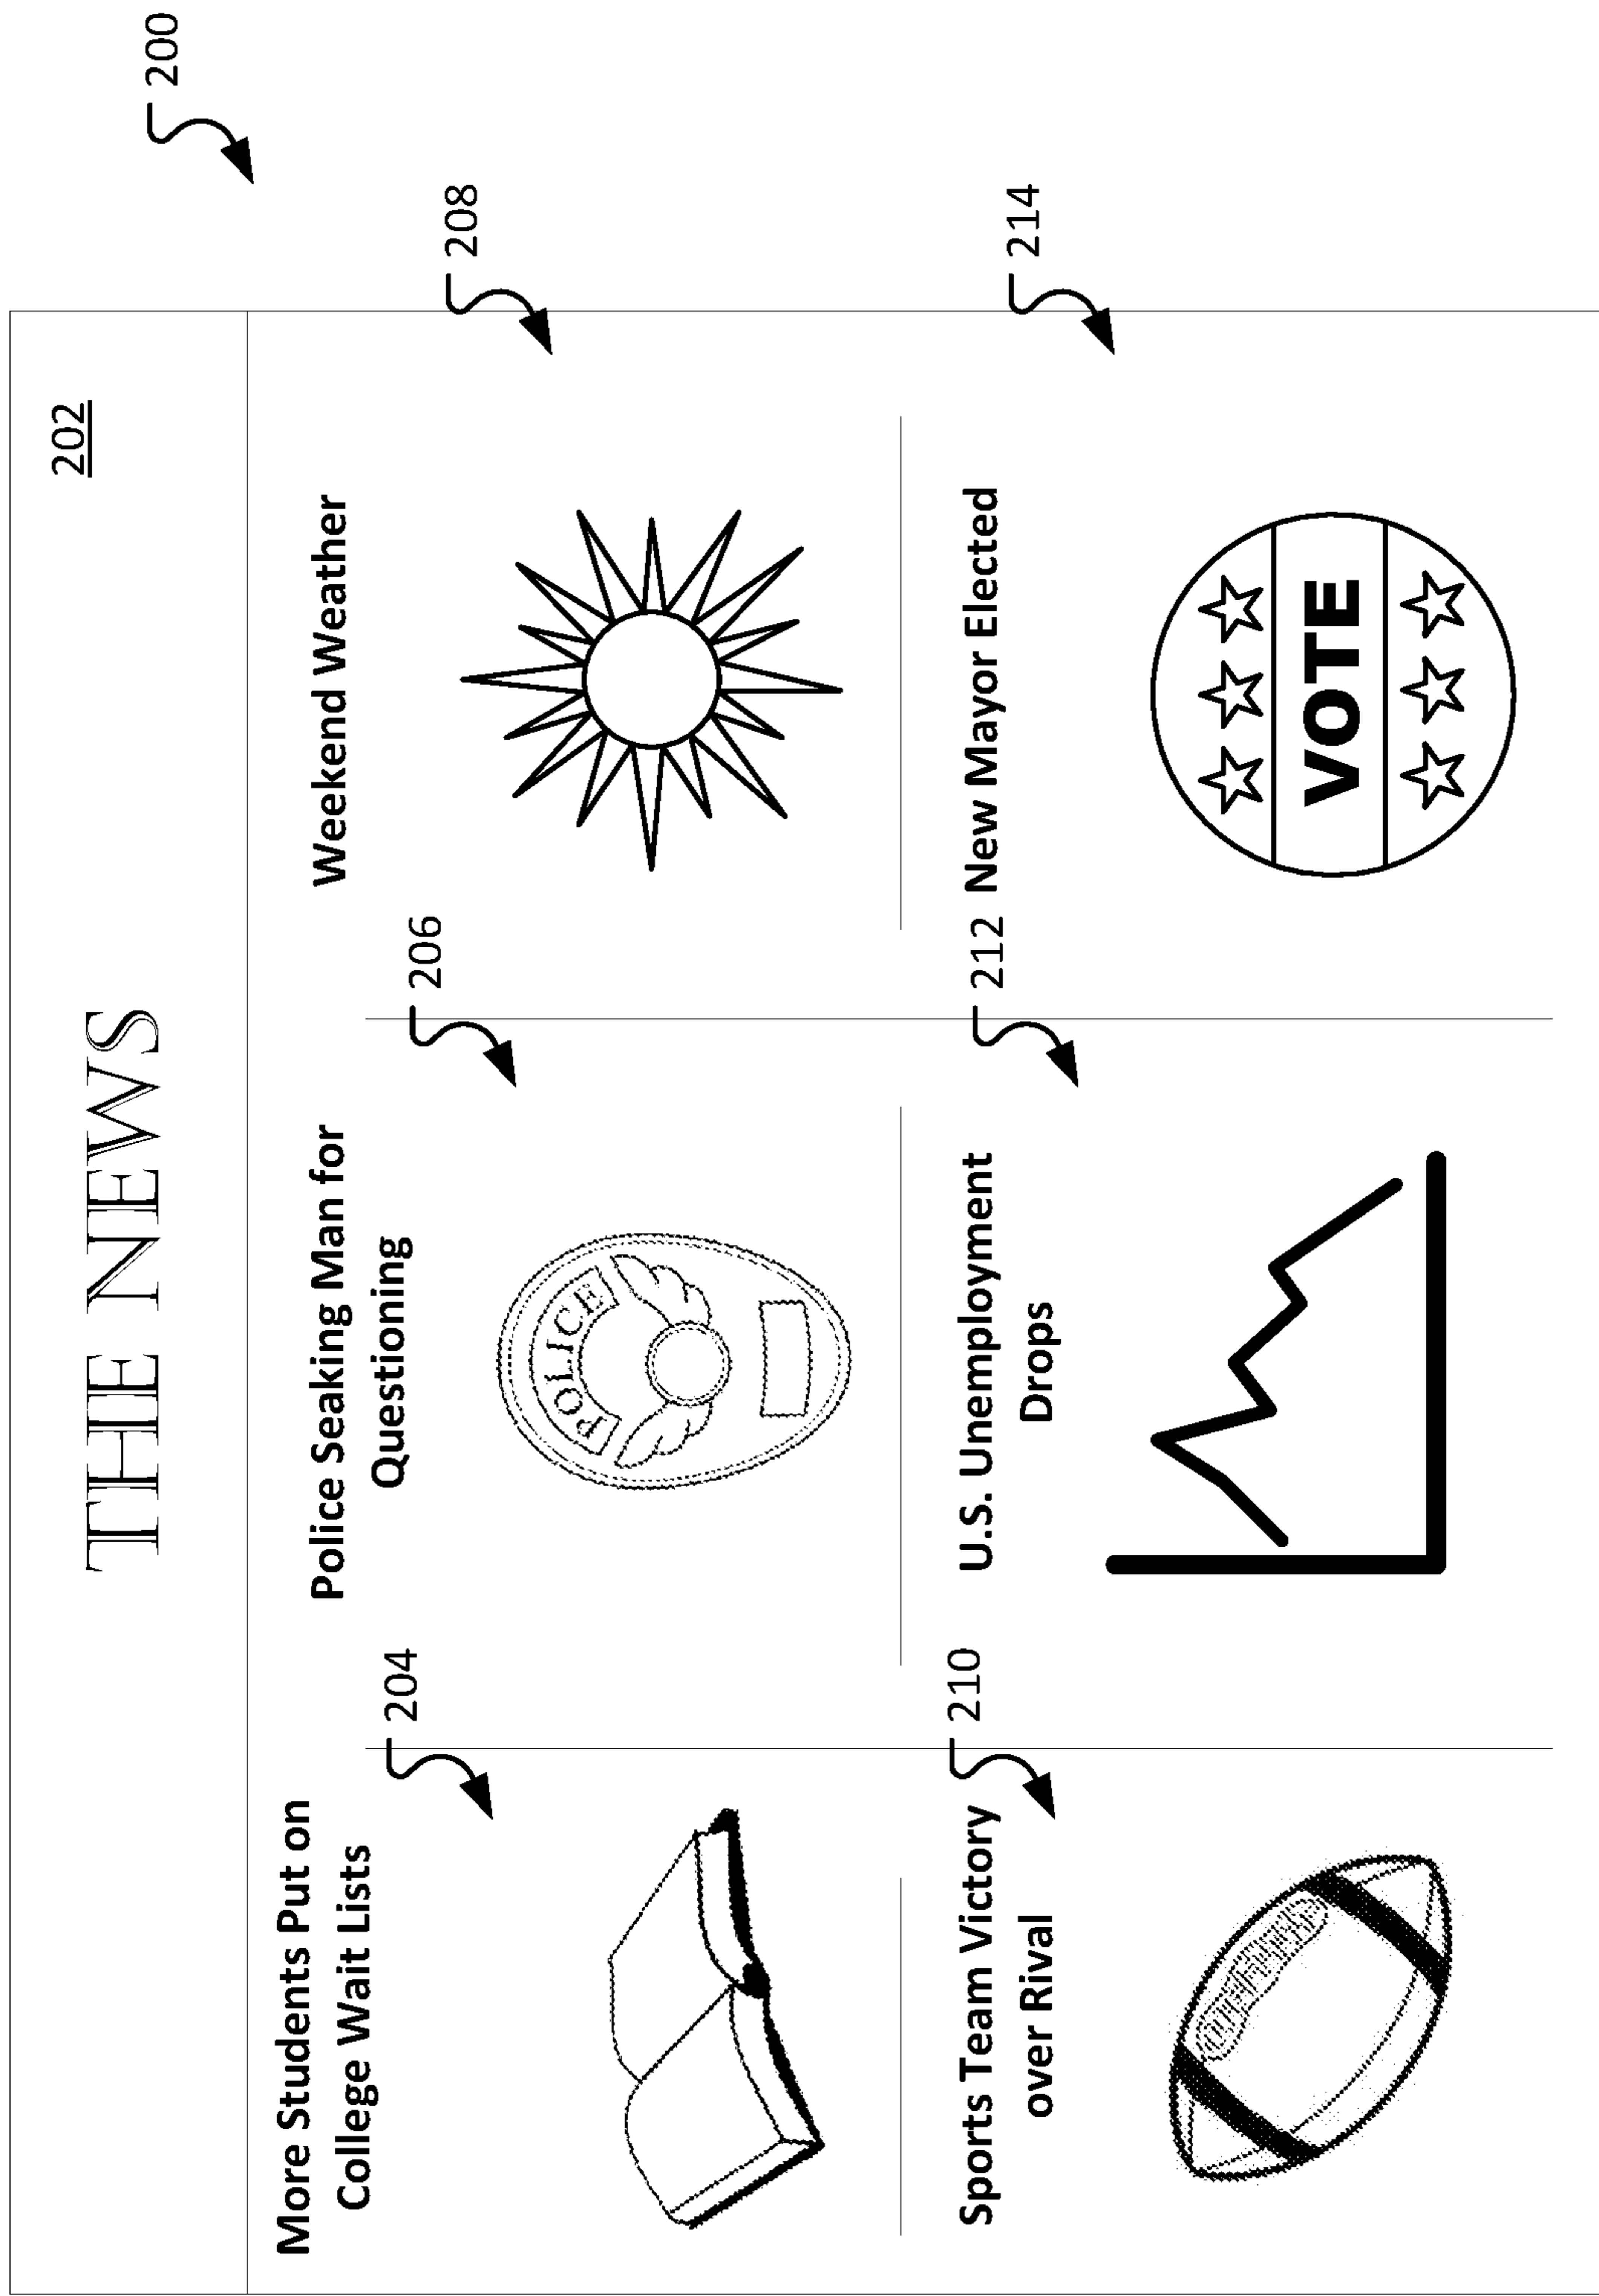 200
THE NEWS
202
More Students Put on
College Wait Lists
204
Police Seaking Man for
Questioning
206
POLICE
Weekend Weather
208
Sports Team Victory
over Rival
210
U.S. Unemployment
Drops
212
New Mayor Elected
214
VOTE